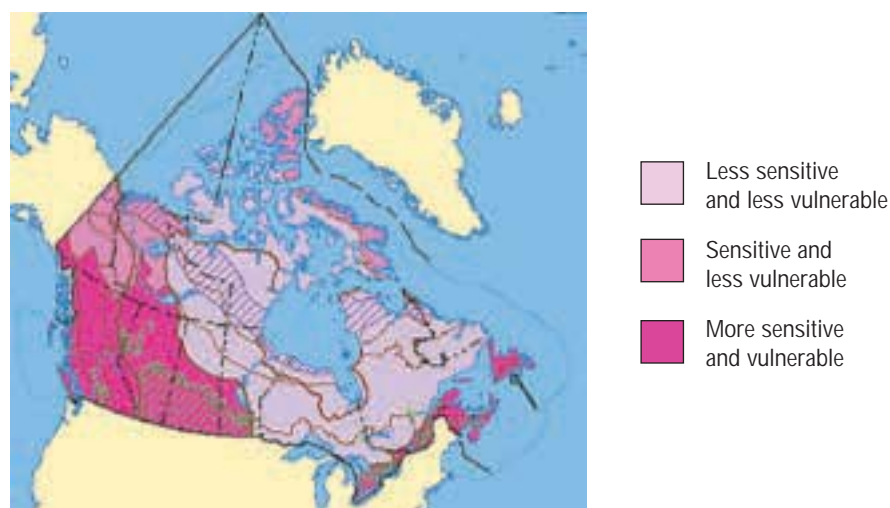 Less sensitive
and less vulnerable
Sensitive and
less vulnerable
More sensitive
and vulnerable